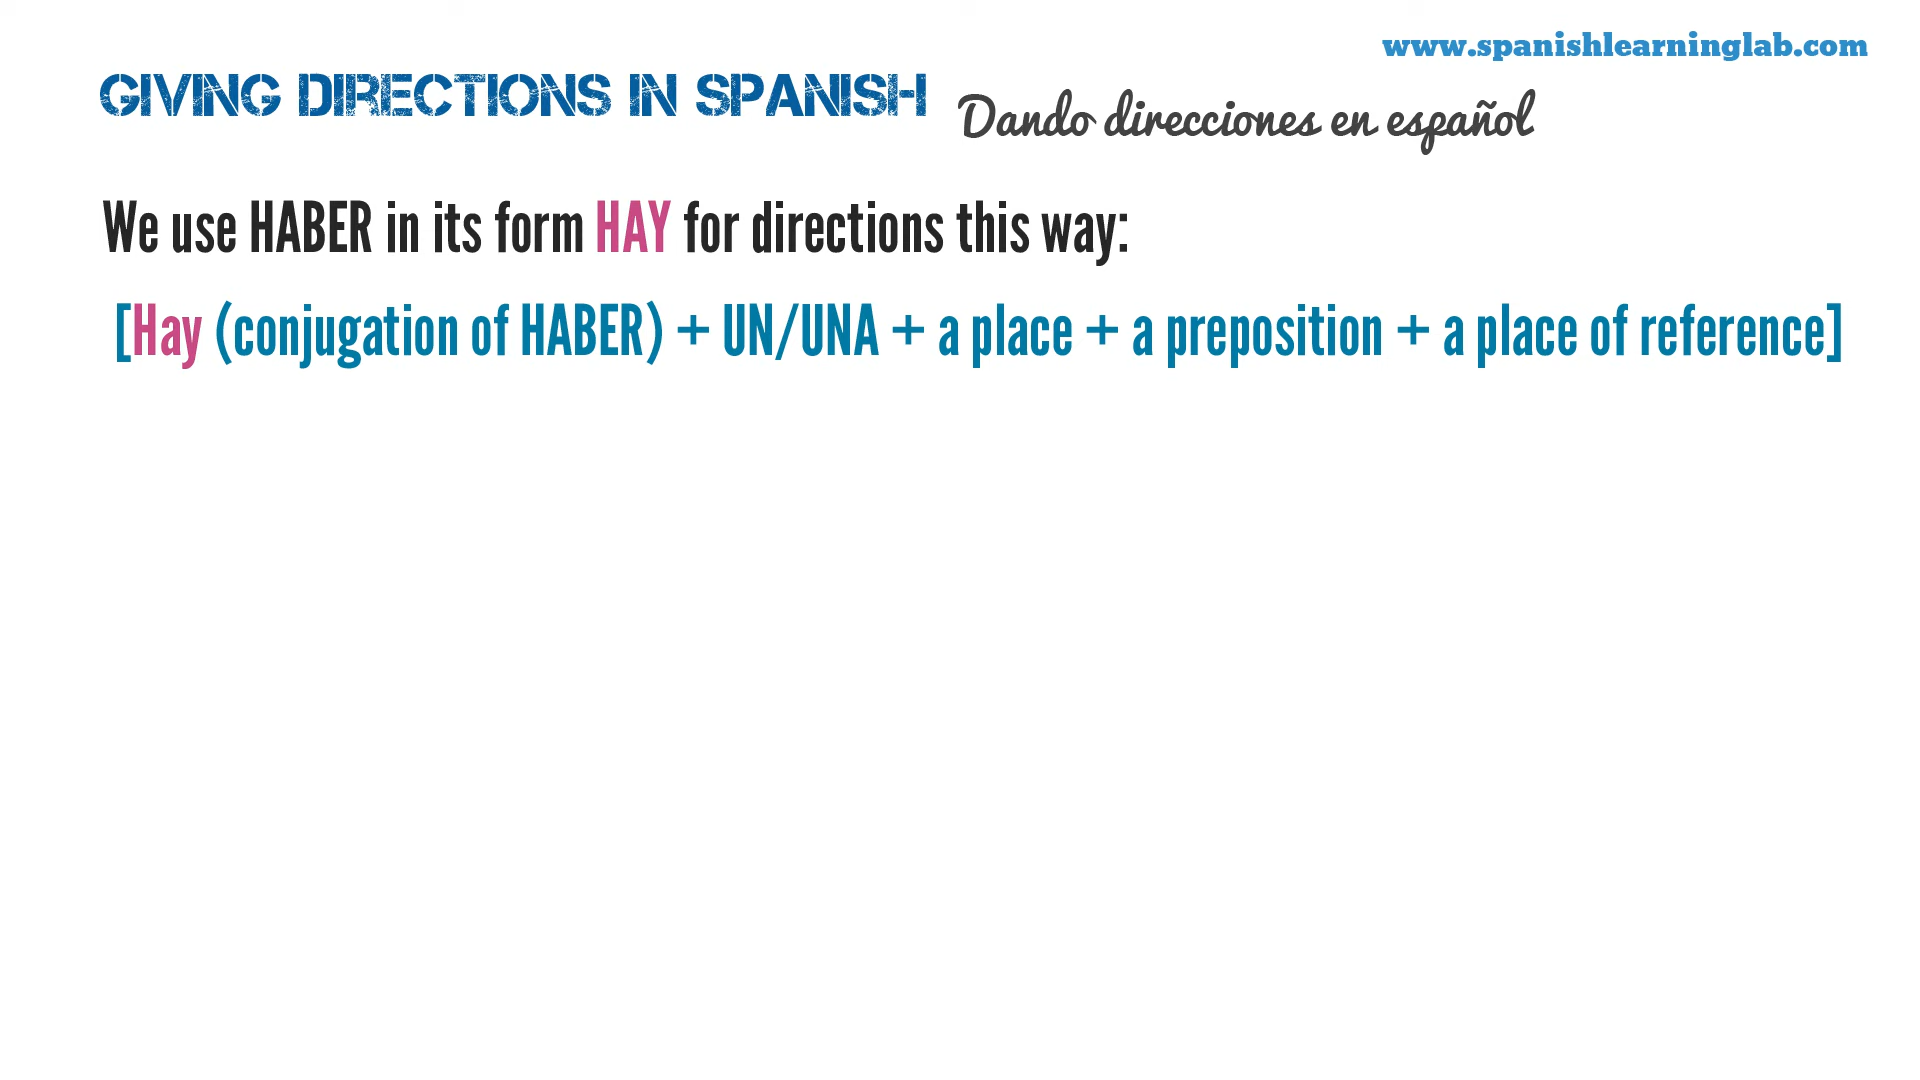 www.spanishlearninglab.com
GIVING DIRECTIONS IN SPANISH Dando direcciones en español
We use HABER in its form HAY for directions this way:
[Hay (conjugation of HABER) + UN/UNA + a place + a preposition + a place of reference]